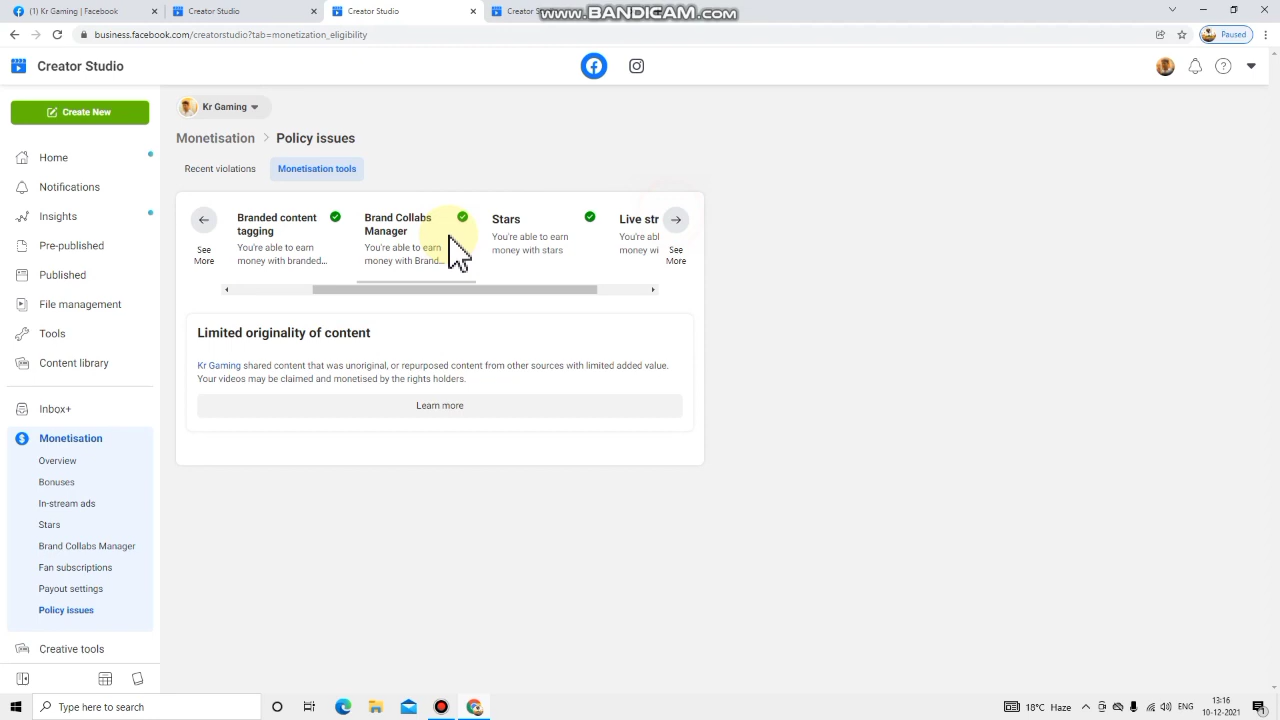 Kr Gaming | Facebook
Creator Studio
Creator Studio
Creator Stu
www.BANDICAM.com
business.facebook.com/creatorstudio?tab=monetization_eligibility
Paused
Creator Studio
Create New
Kr Gaming
Home
Notifications
Insights
Pre-published
Published
File management
Tools
Content library
Inbox+
Monetisation
Overview
Bonuses
In-stream ads
Stars
Brand Collabs Manager
Fan subscriptions
Payout settings
Policy issues
Creative tools
Monetisation > Policy issues
Recent violations
Monetisation tools
See
More
Branded content
tagging
You're able to earn
money with branded...
Brand Collabs
Manager
You're able to earn
money with Brand...
Stars
You're able to earn
money with stars
Live str
You're abl
money wi
See
More
Limited originality of content
Kr Gaming shared content that was unoriginal, or repurposed content from other sources with limited added value.
Your videos may be claimed and monetised by the rights holders.
Learn more
Type here to search
18°C Haze
ENG
13:16
10-12-2021